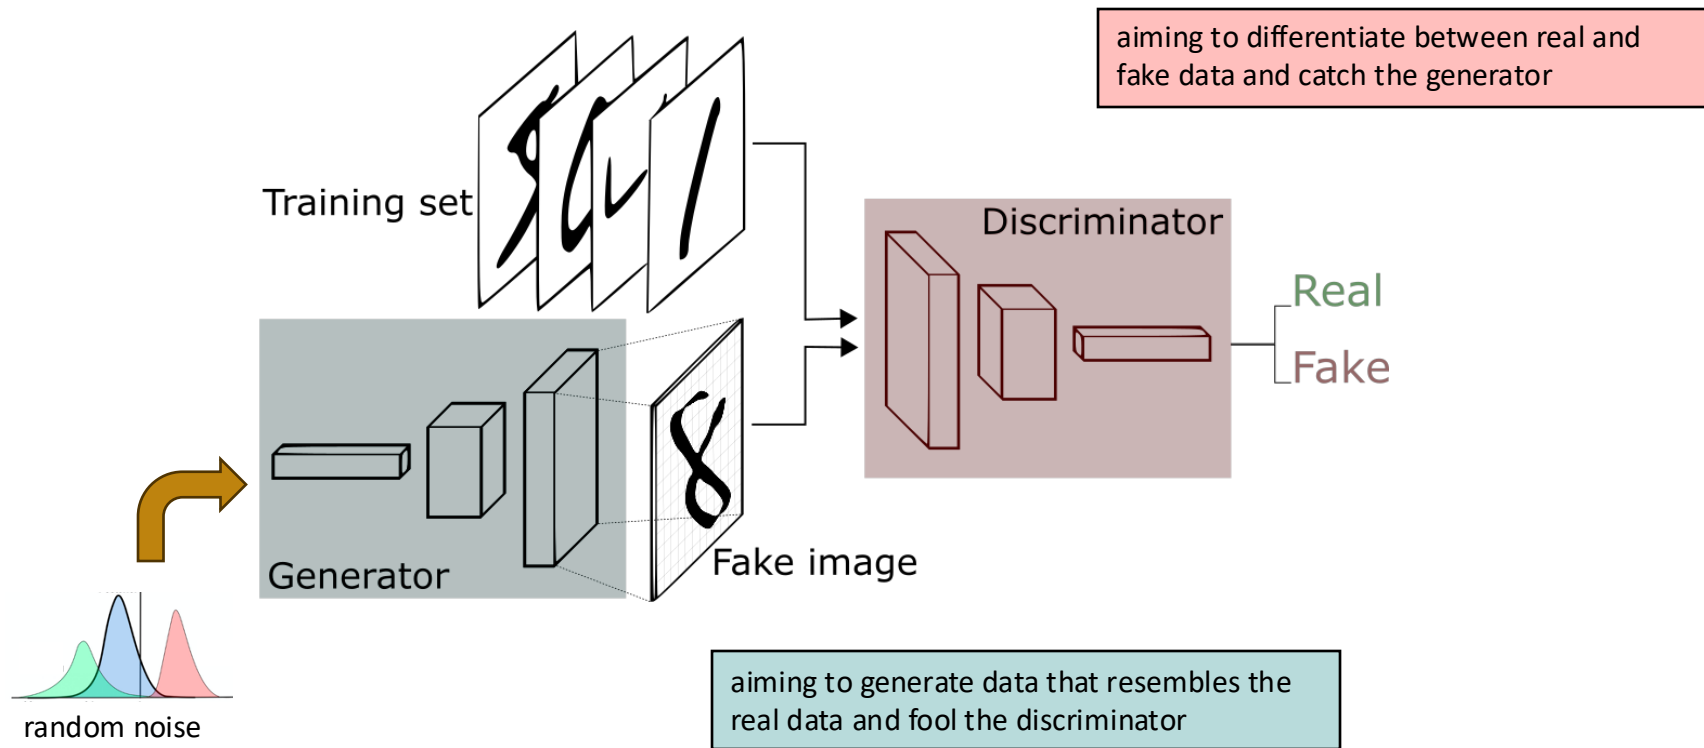 aiming to differentiate between real and
fake data and catch the generator
Training set
Discriminator
Real
Fake
Generator
Fake image
random noise
aiming to generate data that resembles the
real data and fool the discriminator